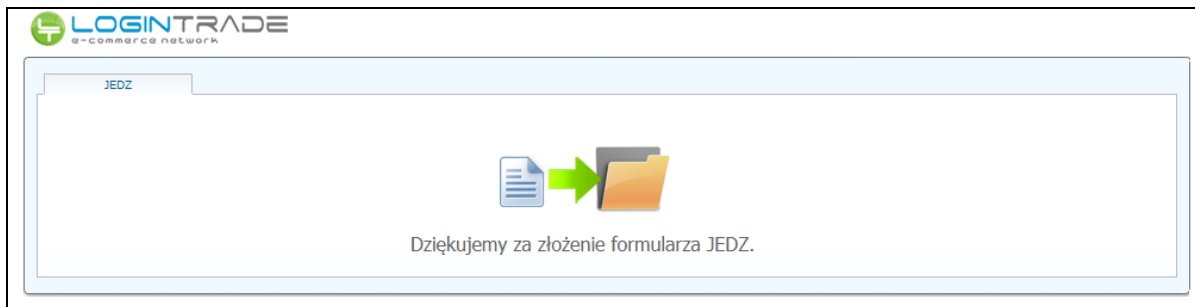 LOGINTRADE
e-commerce network
JEDZ
Dziękujemy za złożenie formularza JEDZ.